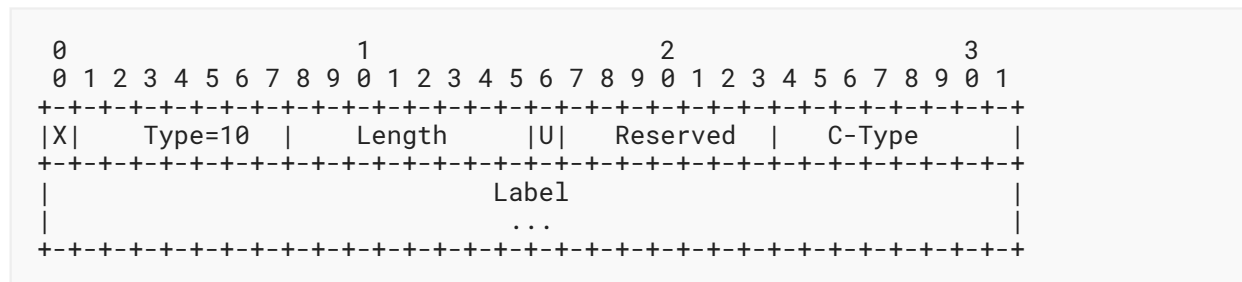 0                   1                   2                   3
 0 1 2 3 4 5 6 7 8 9 0 1 2 3 4 5 6 7 8 9 0 1 2 3 4 5 6 7 8 9 0 1
+-+-+-+-+-+-+-+-+-+-+-+-+-+-+-+-+-+-+-+-+-+-+-+-+-+-+-+-+-+-+-+-+
|X|   Type=10  |    Length     |U|   Reserved  |   C-Type      |
+-+-+-+-+-+-+-+-+-+-+-+-+-+-+-+-+-+-+-+-+-+-+-+-+-+-+-+-+-+-+-+-+
|                             Label                             |
|                              ...                              |
+-+-+-+-+-+-+-+-+-+-+-+-+-+-+-+-+-+-+-+-+-+-+-+-+-+-+-+-+-+-+-+-+